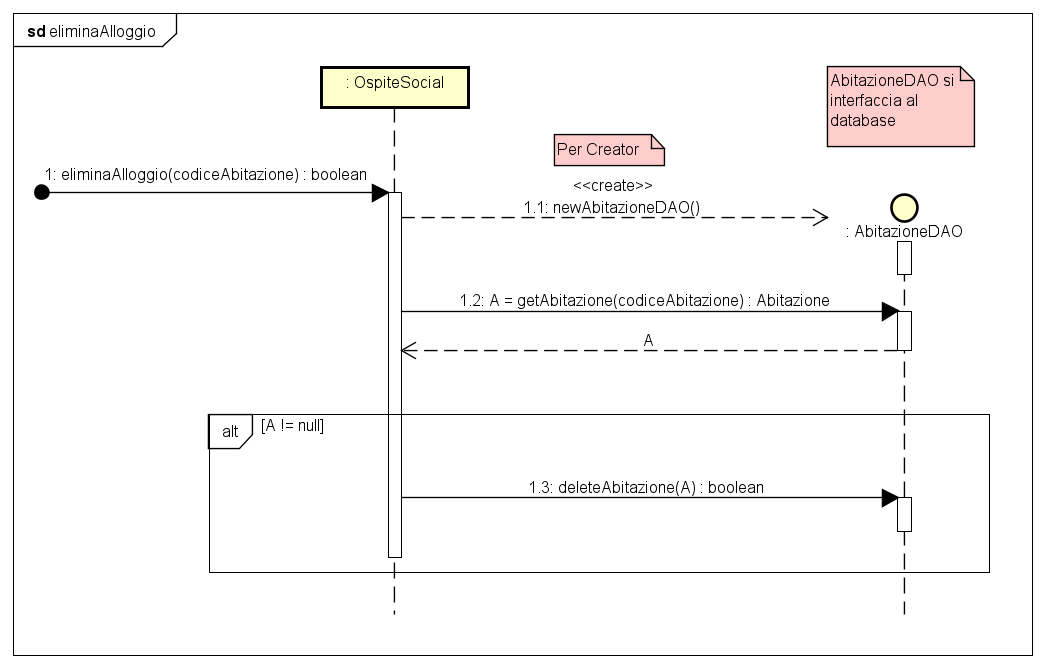 sd eliminaAlloggio
: OspiteSocial
AbitazioneDAO si
interfaccia al
database
Per Creator
1: eliminaAlloggio(codiceAbitazione) : boolean
<<create>>
1.1: newAbitazioneDAO()
: AbitazioneDAO
1.2: A = getAbitazione(codiceAbitazione) : Abitazione
A
alt
[A != null]
1.3: deleteAbitazione(A) : boolean